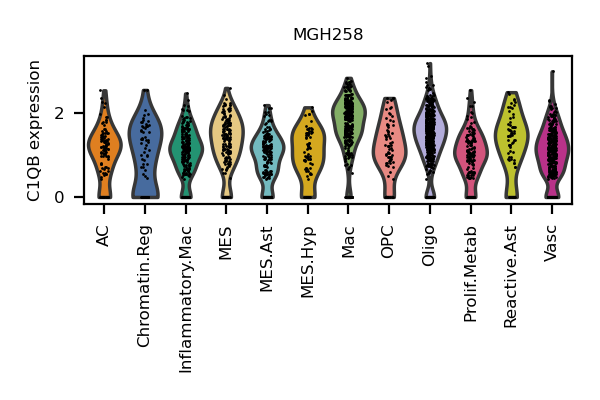 MGH258
C1QB expression
2
0
AC
Chromatin.Reg
Inflammatory.Mac
MES
MES.Ast
MES.Hyp
Mac
OPC
Oligo
Prolif.Metab
Reactive.Ast
Vasc